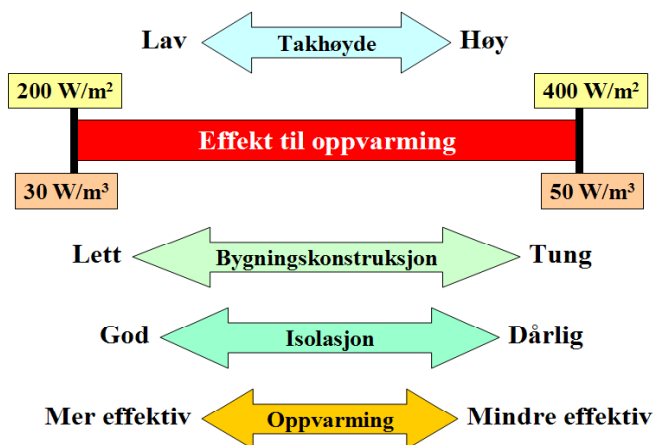 Lav Takhøyde Høy
200 W/m² 400 W/m²
Effekt til oppvarming
30 W/m³ 50 W/m³
Lett Bygningskonstruksjon Tung
God Isolasjon Dårlig
Mer effektiv Oppvarming Mindre effektiv